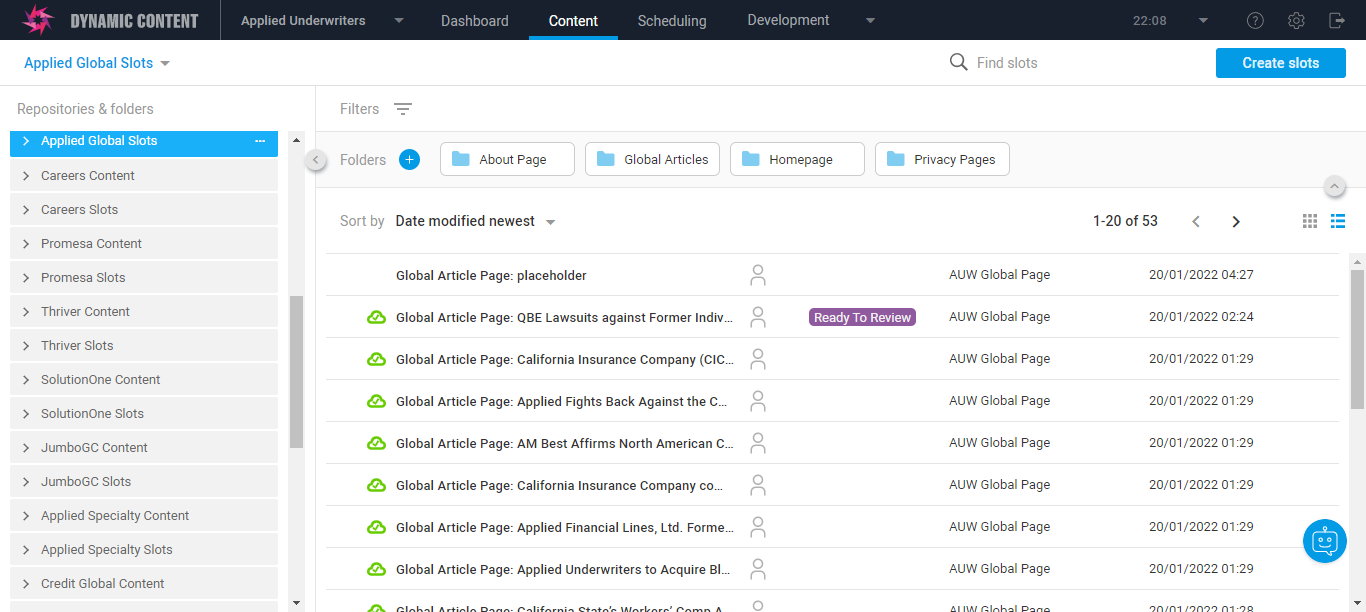 DYNAMIC CONTENT Applied Underwriters Dashboard Content Scheduling Development 22:08
Applied Global Slots Find slots Create slots
Repositories & folders
Applied Global Slots ...
Careers Content
Careers Slots
Promesa Content
Promesa Slots
Thriver Content
Thriver Slots
SolutionOne Content
SolutionOne Slots
JumboGC Content
JumboGC Slots
Applied Specialty Content
Applied Specialty Slots
Credit Global Content
Filters
Folders About Page Global Articles Homepage Privacy Pages
Sort by Date modified newest 1-20 of 53
Global Article Page: placeholder AUW Global Page 20/01/2022 04:27
Global Article Page: QBE Lawsuits against Former Indiv... Ready To Review AUW Global Page 20/01/2022 02:24
Global Article Page: California Insurance Company (CIC... AUW Global Page 20/01/2022 01:29
Global Article Page: Applied Fights Back Against the C... AUW Global Page 20/01/2022 01:29
Global Article Page: AM Best Affirms North American C... AUW Global Page 20/01/2022 01:29
Global Article Page: California Insurance Company co... AUW Global Page 20/01/2022 01:29
Global Article Page: Applied Financial Lines, Ltd. Forme... AUW Global Page 20/01/2022 01:29
Global Article Page: Applied Underwriters to Acquire Bl... AUW Global Page 20/01/2022 01:29
Global Article Page: California State's Workers' Comp A... AUW Global Page 20/01/2022 01:28